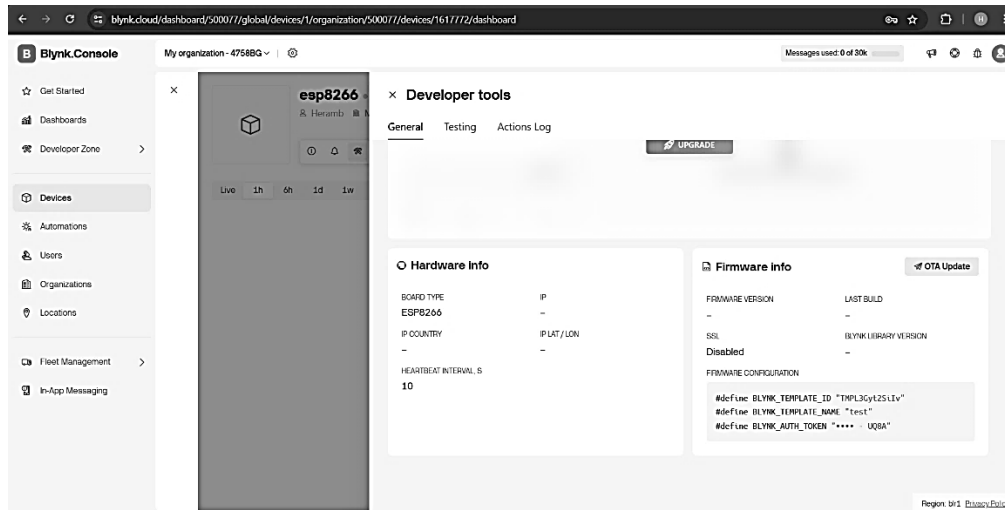 blynk.cloud/dashboard/500077/global/devices/1/organization/500077/devices/1617772/dashboard
H
B Blynk.Console
My organization - 4758BG
Messages used: 0 of 30k
Get Started
Dashboards
Developer Zone
Devices
Automations
Users
Organizations
Locations
Fleet Management
In-App Messaging
esp8266
Heramb
Live 1h 6h 1d 1w
× Developer tools
General Testing Actions Log
UPGRADE
Hardware info
BOARD TYPE IP
ESP8266 –
IP COUNTRY IP LAT / LON
– –
HEARTBEAT INTERVAL, S
10
Firmware info
OTA Update
FIRMWARE VERSION LAST BUILD
– –
SSL BLYNK LIBRARY VERSION
Disabled –
FIRMWARE CONFIGURATION
#define BLYNK_TEMPLATE_ID "TMPL3Gyt2SiIv"
#define BLYNK_TEMPLATE_NAME "test"
#define BLYNK_AUTH_TOKEN "•••• - UQ8A"
Region: blr1 Privacy Polic